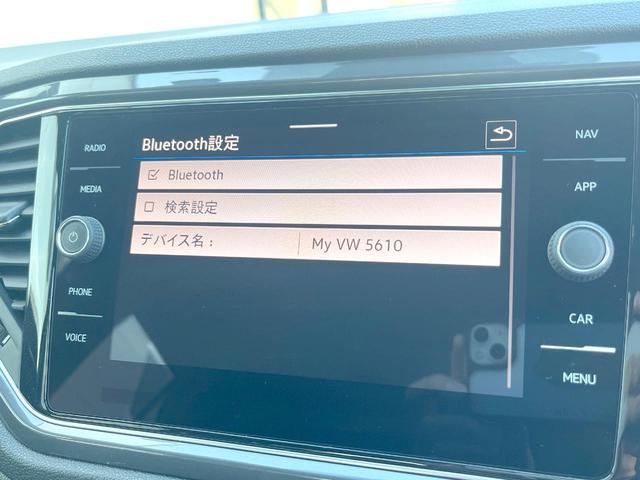 RADIO
MEDIA
PHONE
VOICE
Bluetooth設定
Bluetooth
検索設定
デバイス名： My VW 5610
NAV
APP
CAR
MENU